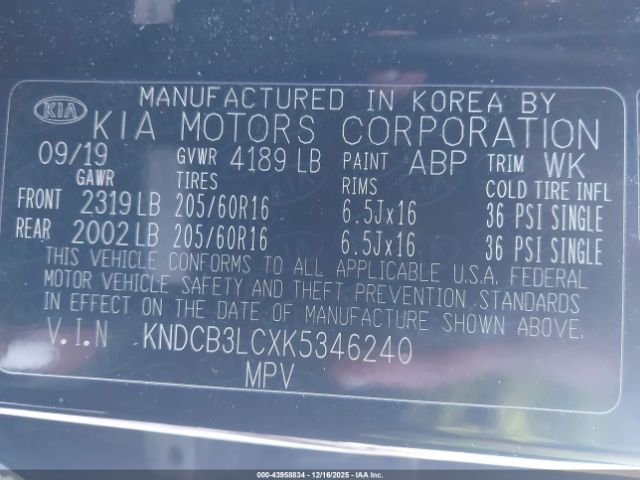 KIA
MANUFACTURED IN KOREA BY
KIA MOTORS CORPORATION
09/19 GVWR 4189 LB PAINT ABP TRIM WK
GAWR TIRES RIMS COLD TIRE INFL
FRONT 2319 LB 205/60R16 6.5Jx16 36 PSI SINGLE
REAR 2002 LB 205/60R16 6.5Jx16 36 PSI SINGLE
THIS VEHICLE CONFORMS TO ALL APPLICABLE U.S.A. FEDERAL
MOTOR VEHICLE SAFETY AND THEFT PREVENTION STANDARDS
IN EFFECT ON THE DATE OF MANUFACTURE SHOWN ABOVE.
V.I.N KNDCB3LCXK5346240
MPV
000-43958834 - 12/16/2025 - IAA Inc.